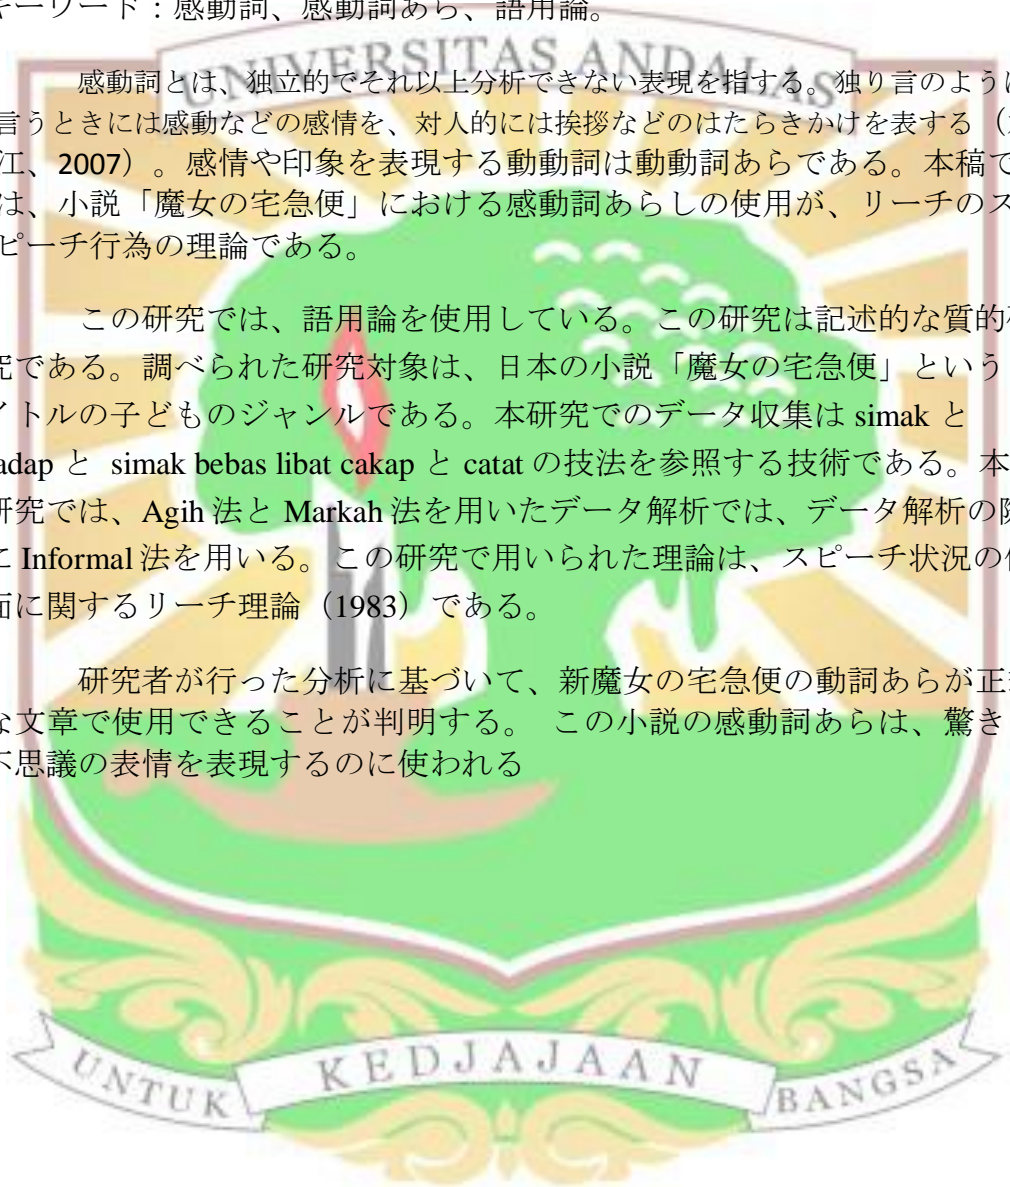 キーワード：感動詞、感動詞あら、語用論。
UNIVERSITAS ANDALAS
感動詞とは、独立的でそれ以上分析できない表現を指する。独り言のように
言うときには感動などの感情を、対人的には挨拶などのはたらきかけを表する（
江、2007）。感情や印象を表現する動動詞は動動詞あらである。本稿で
は、小説「魔女の宅急便」における感動詞あらしの使用が、リーチのス
ピーチ行為の理論である。
この研究では、語用論を使用している。この研究は記述的な質的研
究である。調べられた研究対象は、日本の小説「魔女の宅急便」という
イトルの子どものジャンルである。本研究でのデータ収集は simak と
adap と simak bebas libat cakap と catat の技法を参照する技術である。本
研究では、Agih 法と Markah 法を用いたデータ解析では、データ解析の際
に Informal 法を用いる。この研究で用いられた理論は、スピーチ状況の側
面に関するリーチ理論（1983）である。
研究者が行った分析に基づいて、新魔女の宅急便の動詞あらが正
な文章で使用できることが判明する。 この小説の感動詞あらは、驚き
不思議の表情を表現するのに使われる
UNTUK KEDJAJAAN BANGSA